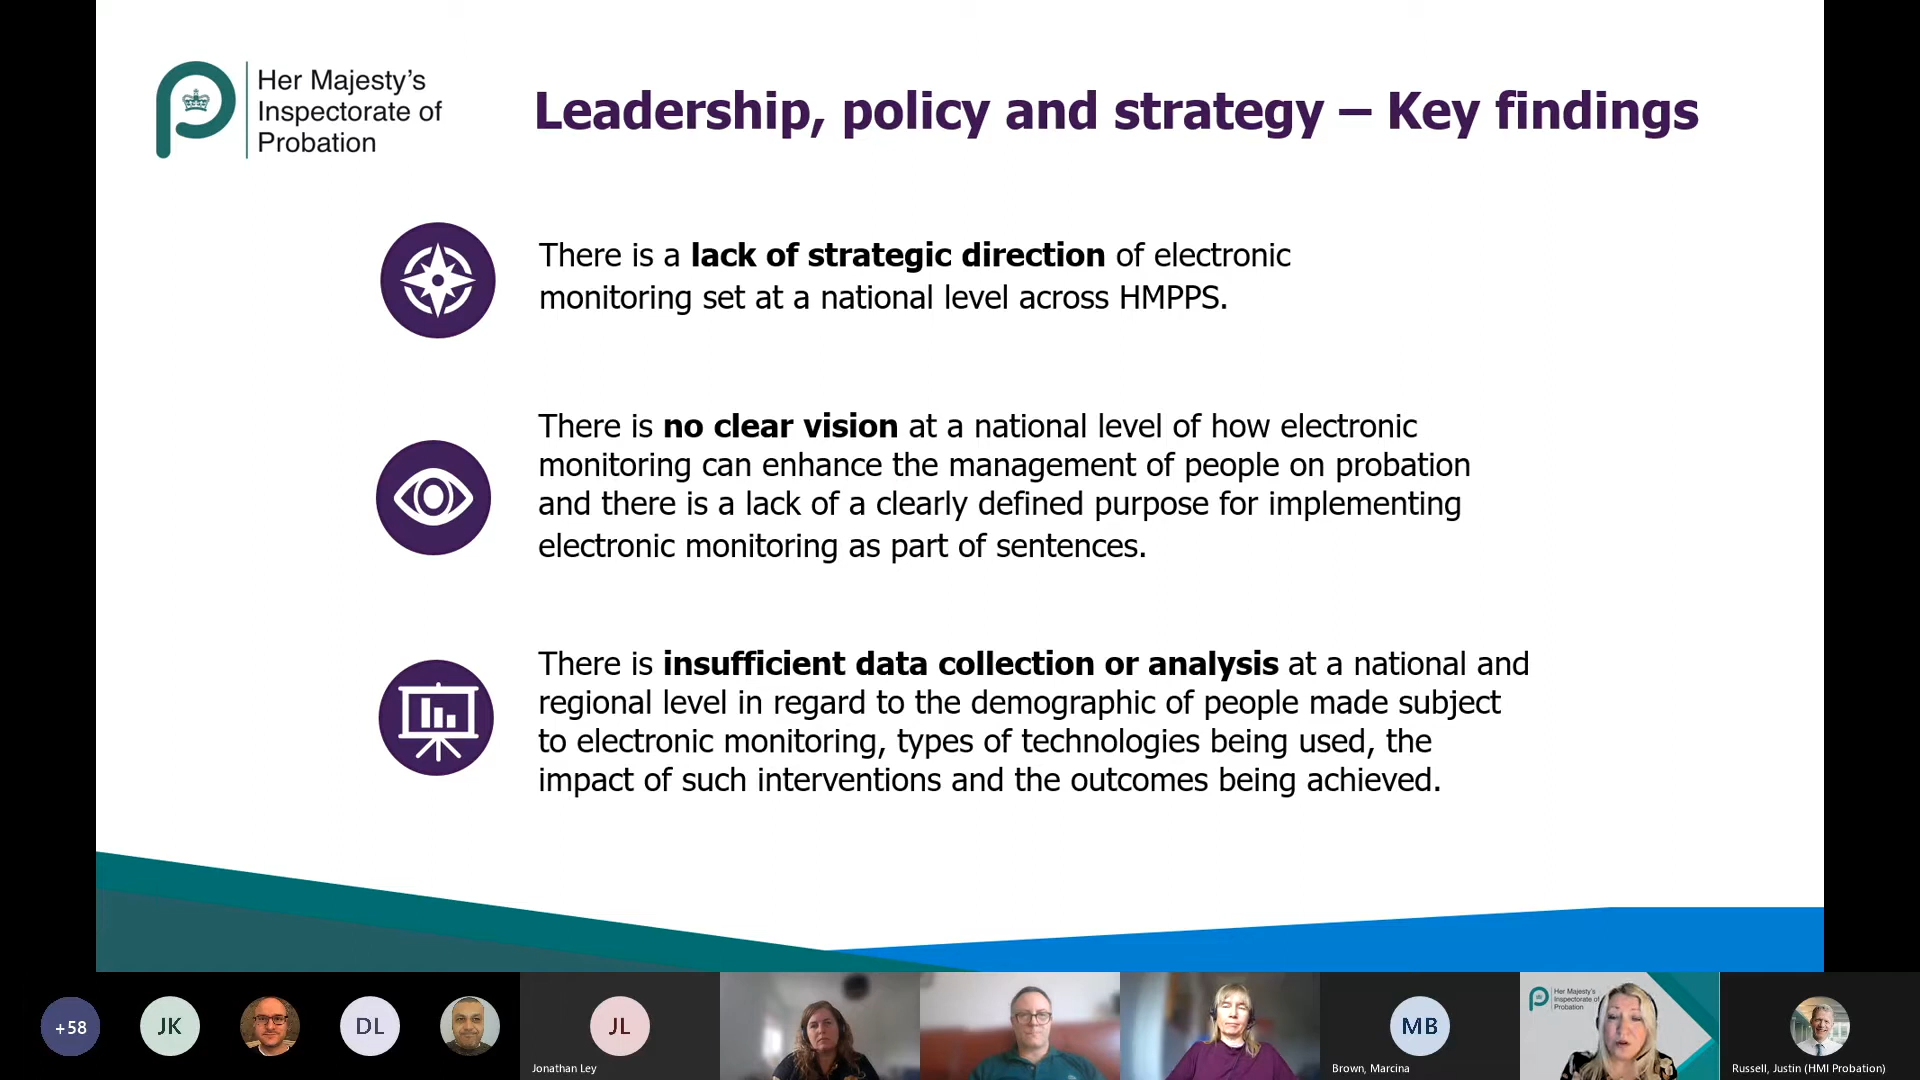 Her Majesty's
Inspectorate of
Probation
Leadership, policy and strategy – Key findings
There is a lack of strategic direction of electronic
monitoring set at a national level across HMPPS.
There is no clear vision at a national level of how electronic
monitoring can enhance the management of people on probation
and there is a lack of a clearly defined purpose for implementing
electronic monitoring as part of sentences.
There is insufficient data collection or analysis at a national and
regional level in regard to the demographic of people made subject
to electronic monitoring, types of technologies being used, the
impact of such interventions and the outcomes being achieved.
+58
JK
DL
JL
Jonathan Ley
MB
Brown, Marcina
Her Majesty's
Inspectorate of
Probation
Russell, Justin (HMI Probation)